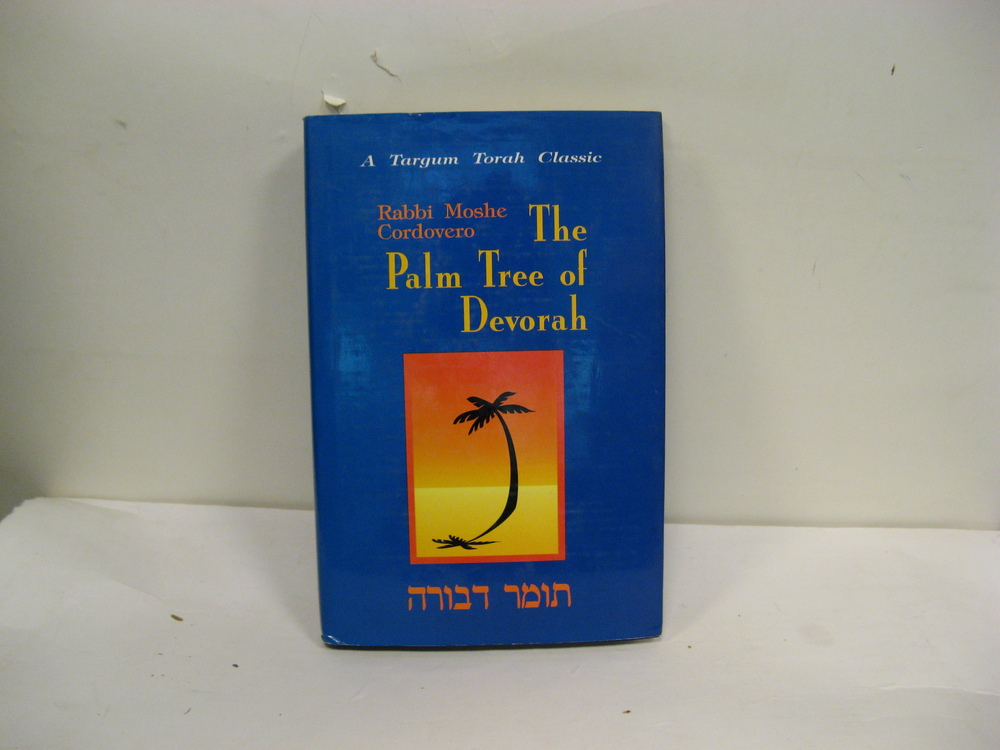 A Targum Torah Classic
Rabbi Moshe
Cordovero
The
Palm Tree of
Devorah
תומר דבורה